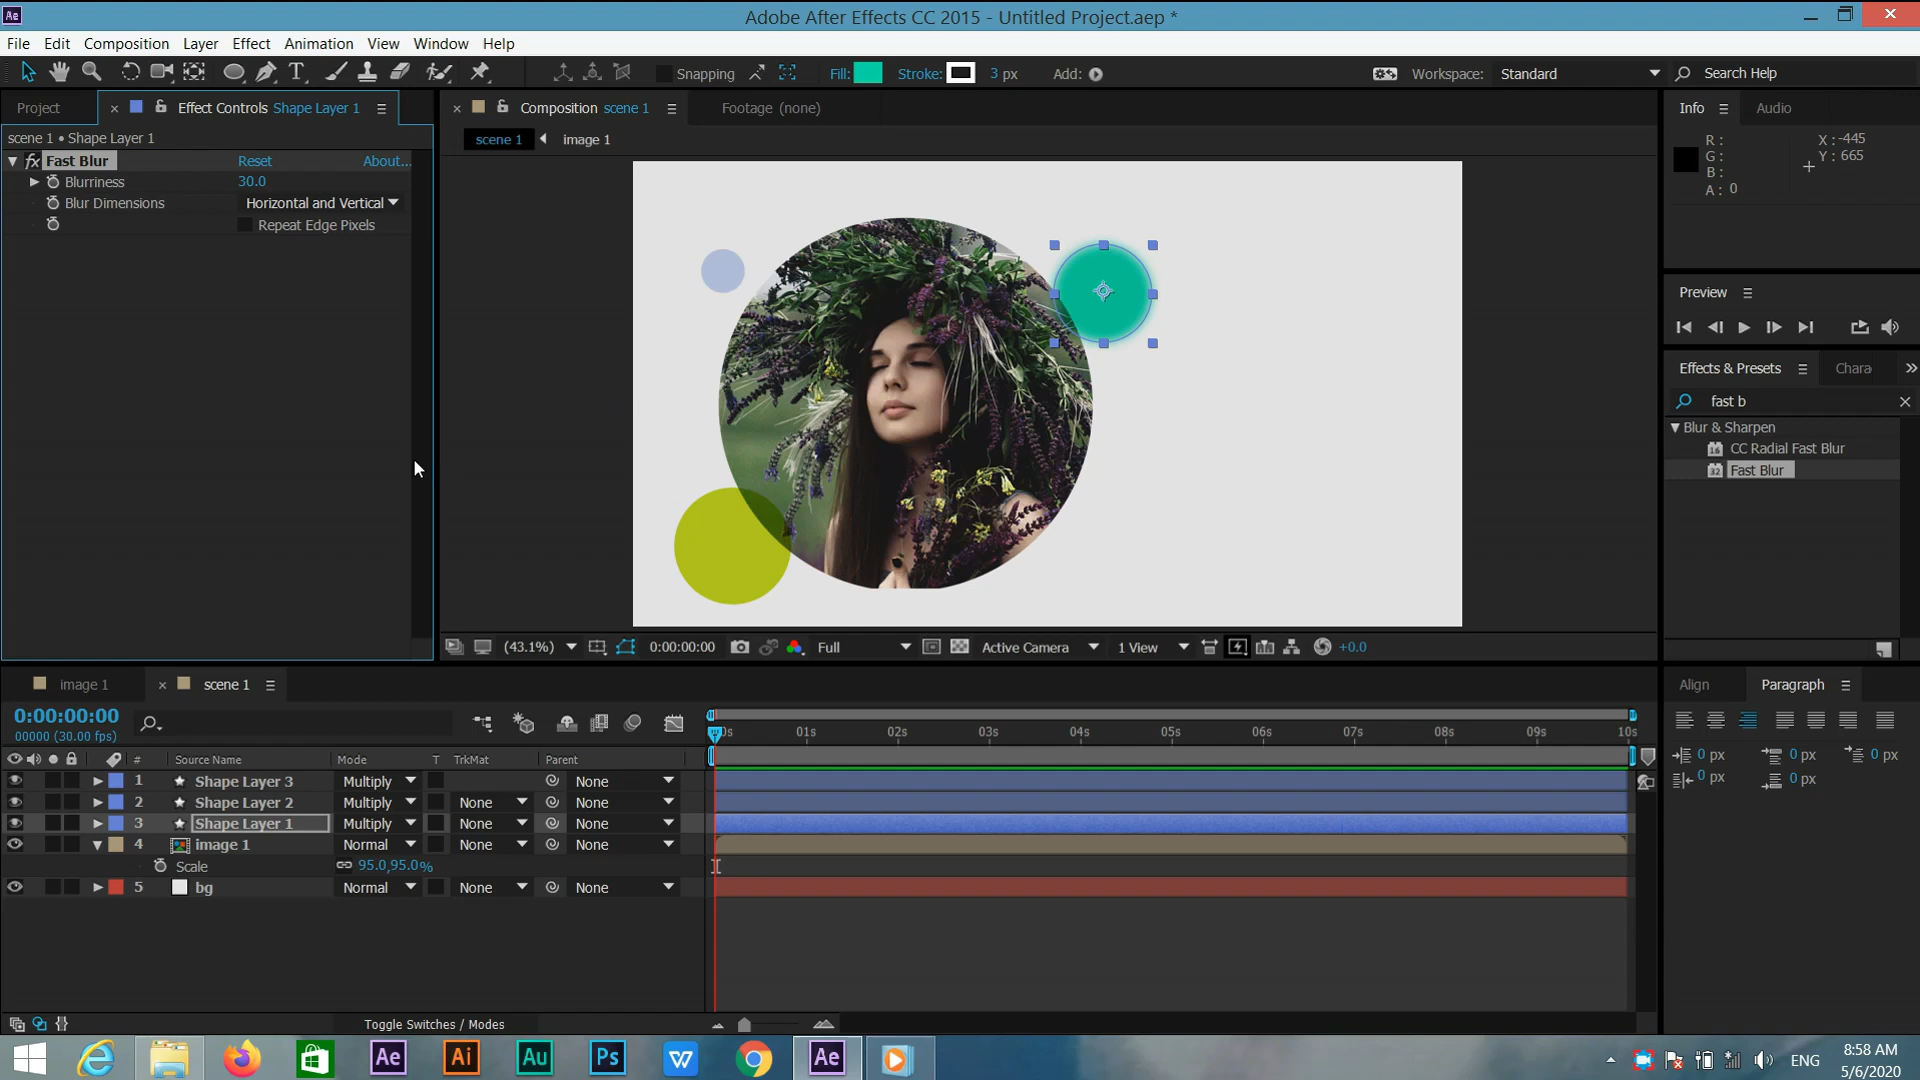 Ae
Adobe After Effects CC 2015 - Untitled Project.aep *
File Edit Composition Layer Effect Animation View Window Help
T Snapping Fill: Stroke: 3 px Add: Workspace: Standard Search Help
Project Effect Controls Shape Layer 1 Composition scene 1 Footage (none) Info Audio
scene 1 • Shape Layer 1
scene 1 image 1
fx Fast Blur Reset About...
Blurriness 30.0
Blur Dimensions Horizontal and Vertical
Repeat Edge Pixels
R :
G :
B :
A : 0
X : -445
Y : 665
Preview
Effects & Presets Chara
fast b
Blur & Sharpen
16 CC Radial Fast Blur
32 Fast Blur
(43.1%) 0:00:00:00 Full Active Camera 1 View +0.0
image 1 scene 1
0:00:00:00
00000 (30.00 fps)
# Source Name Mode T TrkMat Parent
01s 02s 03s 04s 05s 06s 07s 08s 09s 10s
1 Shape Layer 3 Multiply None
2 Shape Layer 2 Multiply None None
3 Shape Layer 1 Multiply None None
4 image 1 Normal None None
Scale 95.0,95.0%
5 bg Normal None None
Toggle Switches / Modes
Align Paragraph
0 px 0 px 0 px
0 px 0 px
Ae Ai Au Ps W Ae
ENG
8:58 AM
5/6/2020